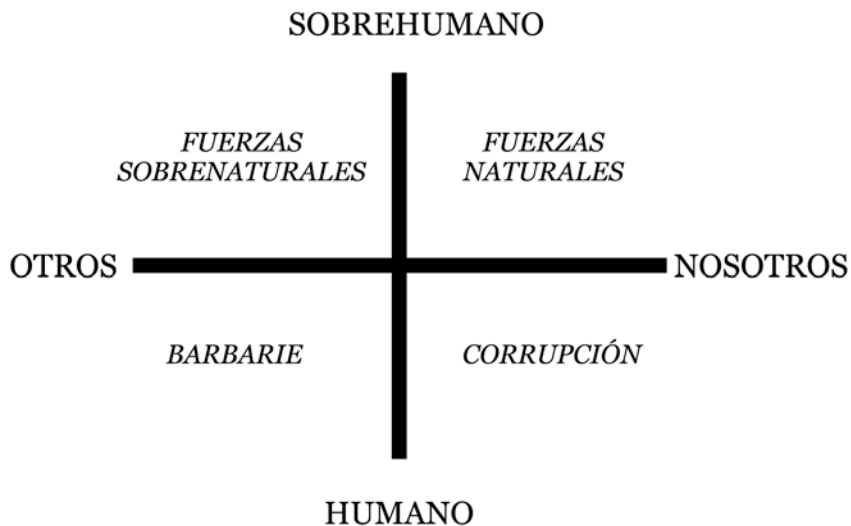 SOBREHUMANO
FUERZAS
SOBRENATURALES
FUERZAS
NATURALES
OTROS
NOSOTROS
BARBARIE
CORRUPCIÓN
HUMANO